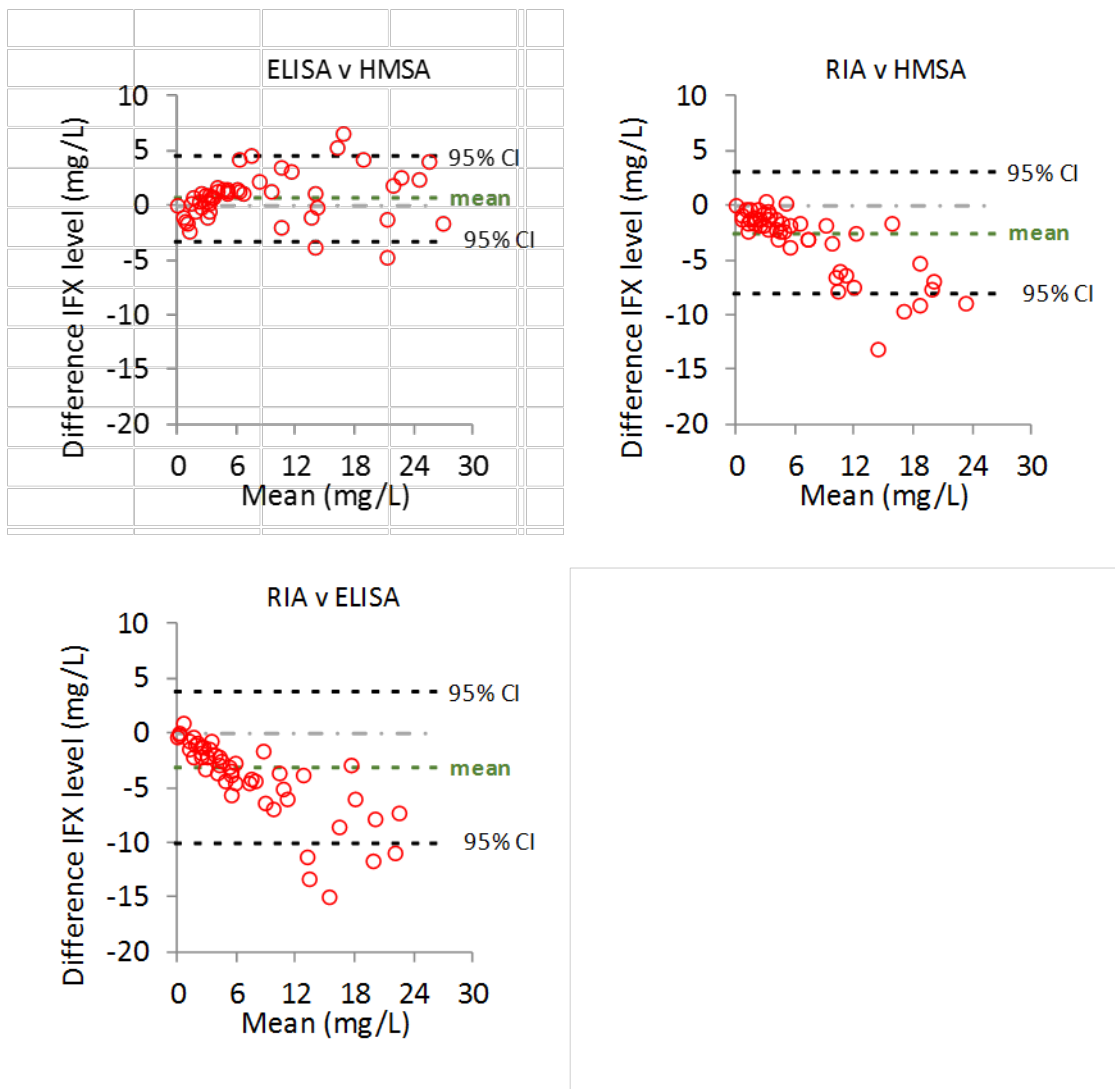 ELISA v HMSA
10
5
0
-5
-10
-15
-20
Difference IFX level (mg/L)
95% CI
mean
95% CI
0 6 12 18 24 30
Mean (mg/L)
RIA v HMSA
10
5
0
-5
-10
-15
-20
Difference IFX level (mg/L)
95% CI
mean
95% CI
0 6 12 18 24 30
Mean (mg/L)
RIA v ELISA
10
5
0
-5
-10
-15
-20
Difference IFX level (mg/L)
95% CI
mean
95% CI
0 6 12 18 24 30
Mean (mg/L)